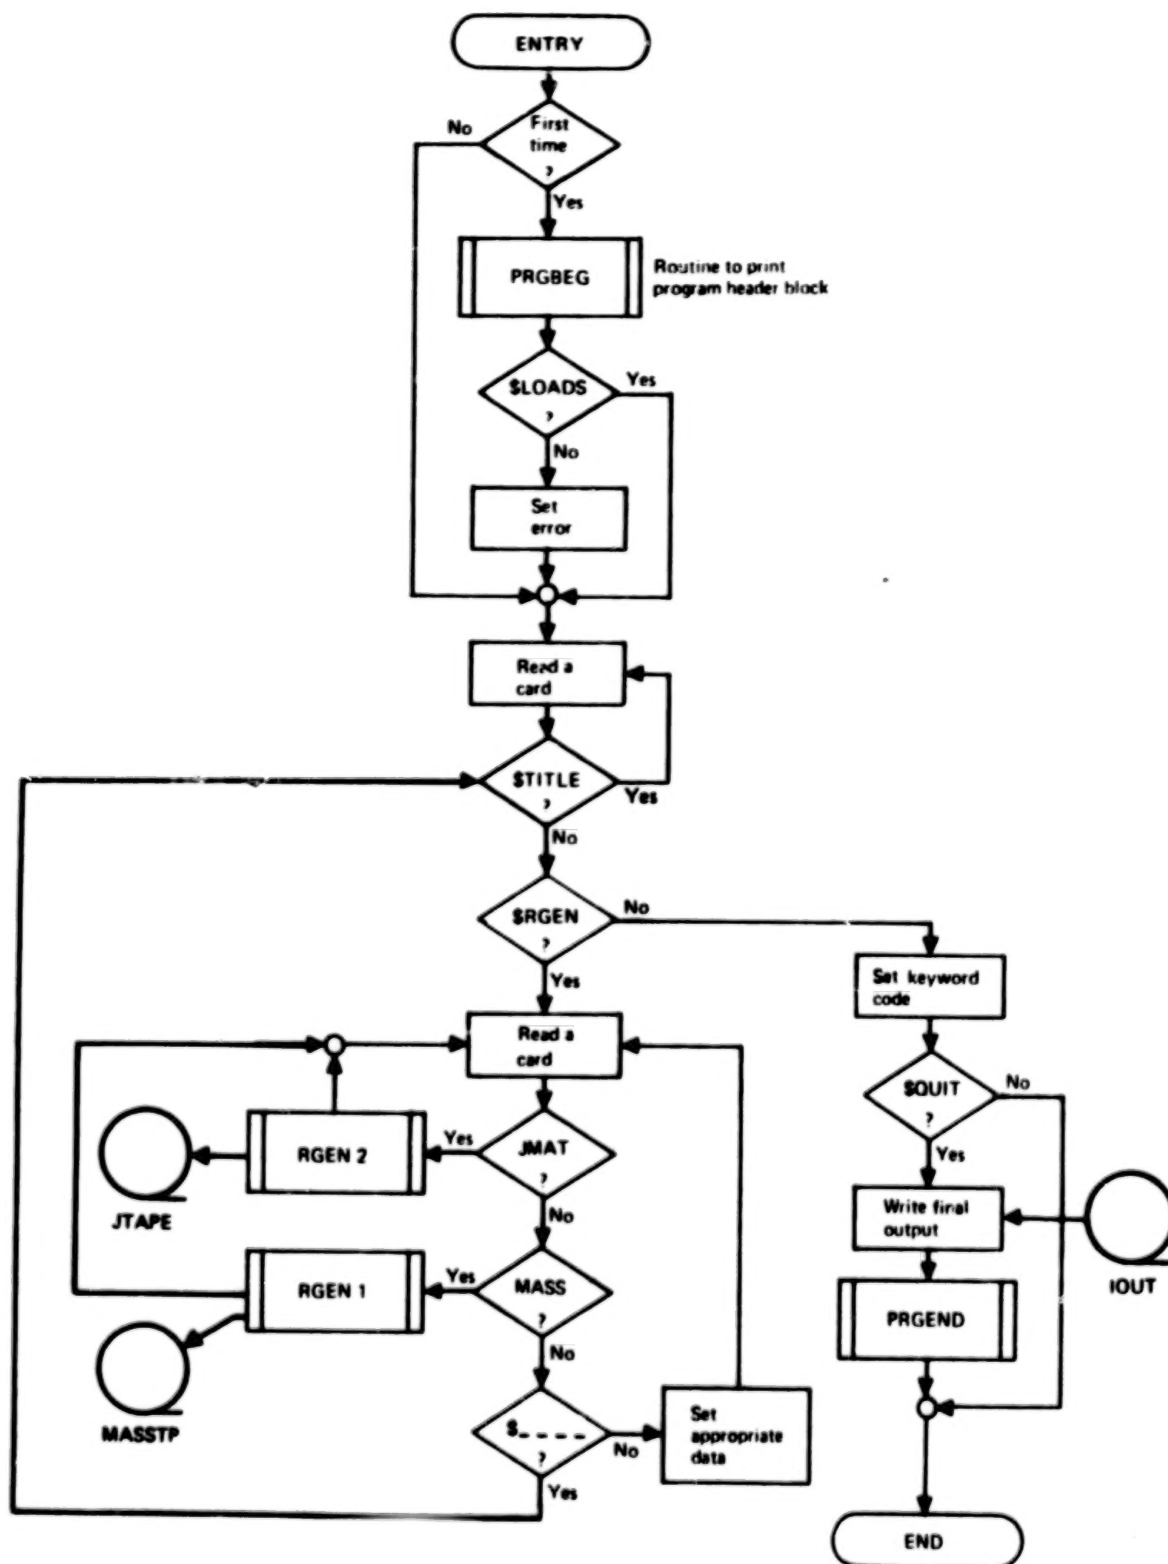 ENTRY
First
time
?
No
Yes
PRGBEG
Routine to print
program header block
$LOADS
?
Yes
No
Set
error
Read a
card
$TITLE
?
Yes
No
$RGEN
?
No
Yes
Set keyword
code
Read a
card
$QUIT
?
No
Yes
JMAT
?
Yes
No
RGEN 2
JTAPE
Write final
output
IOUT
MASS
?
Yes
No
RGEN 1
MASSTP
PRGEND
$_ _ _ _
?
No
Yes
Set
appropriate
data
END